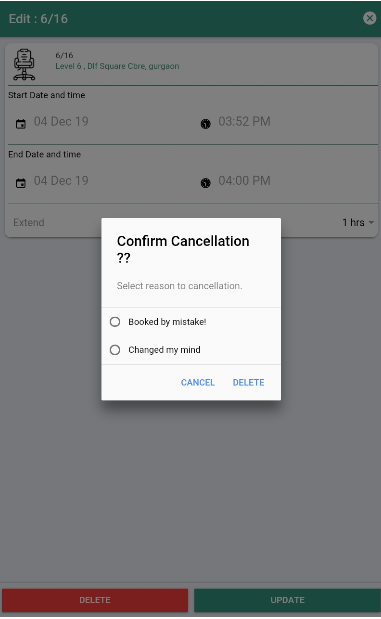 Edit : 6/16
6/16
Level 6 , Dlf Square Cbre, gurgaon
Start Date and time
04 Dec 19 03:52 PM
End Date and time
04 Dec 19 04:00 PM
Extend 1 hrs
Confirm Cancellation
??
Select reason to cancellation.
Booked by mistake!
Changed my mind
CANCEL DELETE
DELETE UPDATE